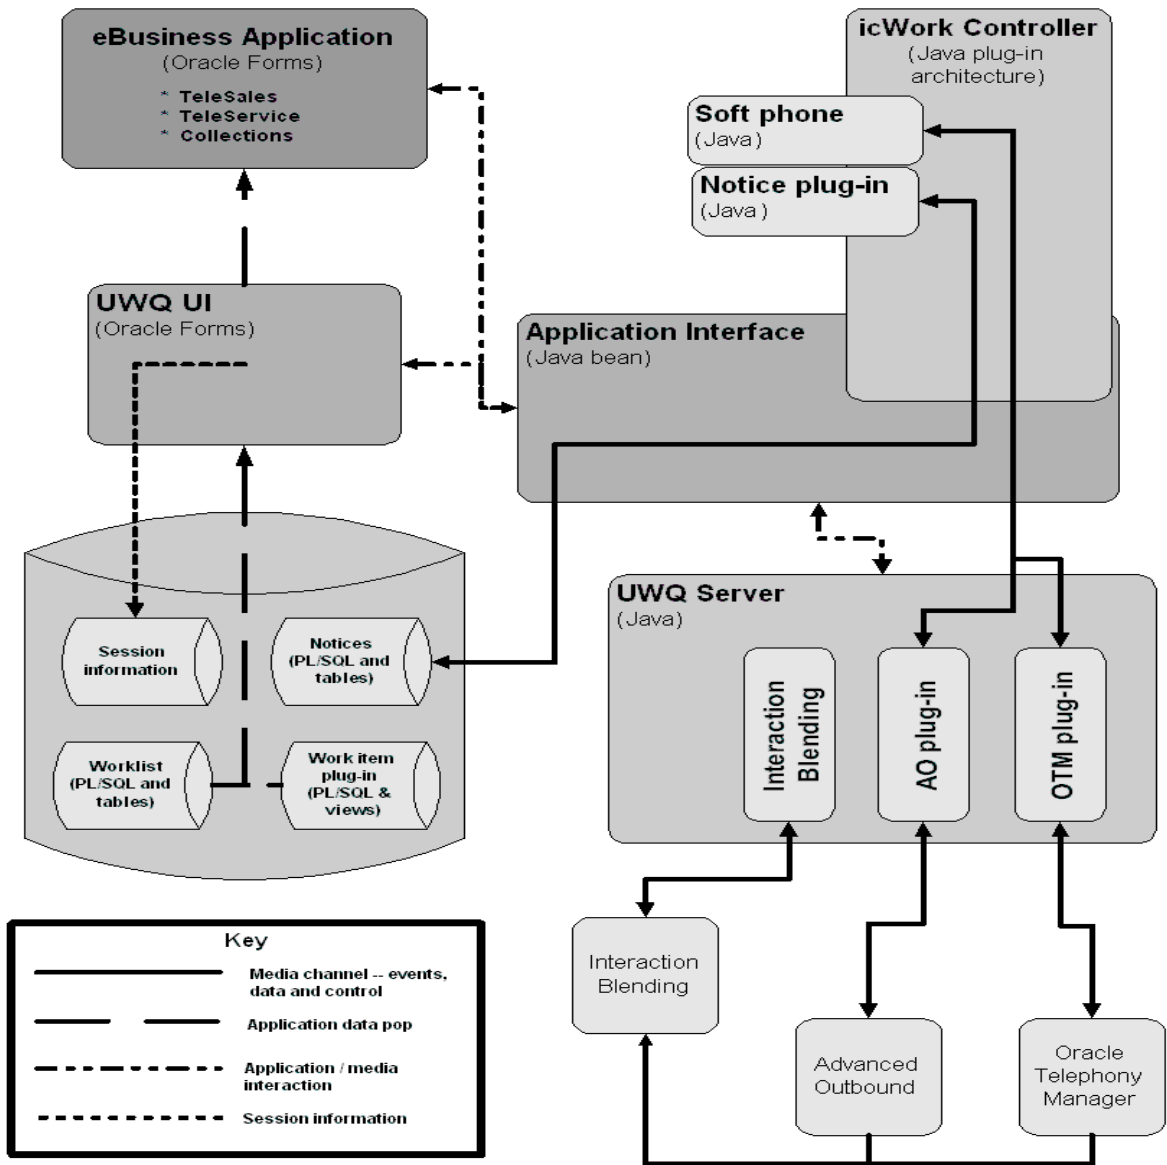 eBusiness Application
(Oracle Forms)
* TeleSales
* TeleService
* Collections
icWork Controller
(Java plug-in
architecture)
Soft phone
(Java)
Notice plug-in
(Java )
UWQ UI
(Oracle Forms)
Application Interface
(Java bean)
Session
information
Notices
(PL/SQL and
tables)
Worklist
(PL/SQL and
tables)
Work item
plug-in
(PL/SQL &
views)
UWQ Server
(Java)
Interaction
Blending
AO plug-in
OTM plug-in
Interaction
Blending
Advanced
Outbound
Oracle
Telephony
Manager
Key
Media channel -- events,
data and control
Application data pop
Application / media
interaction
Session information